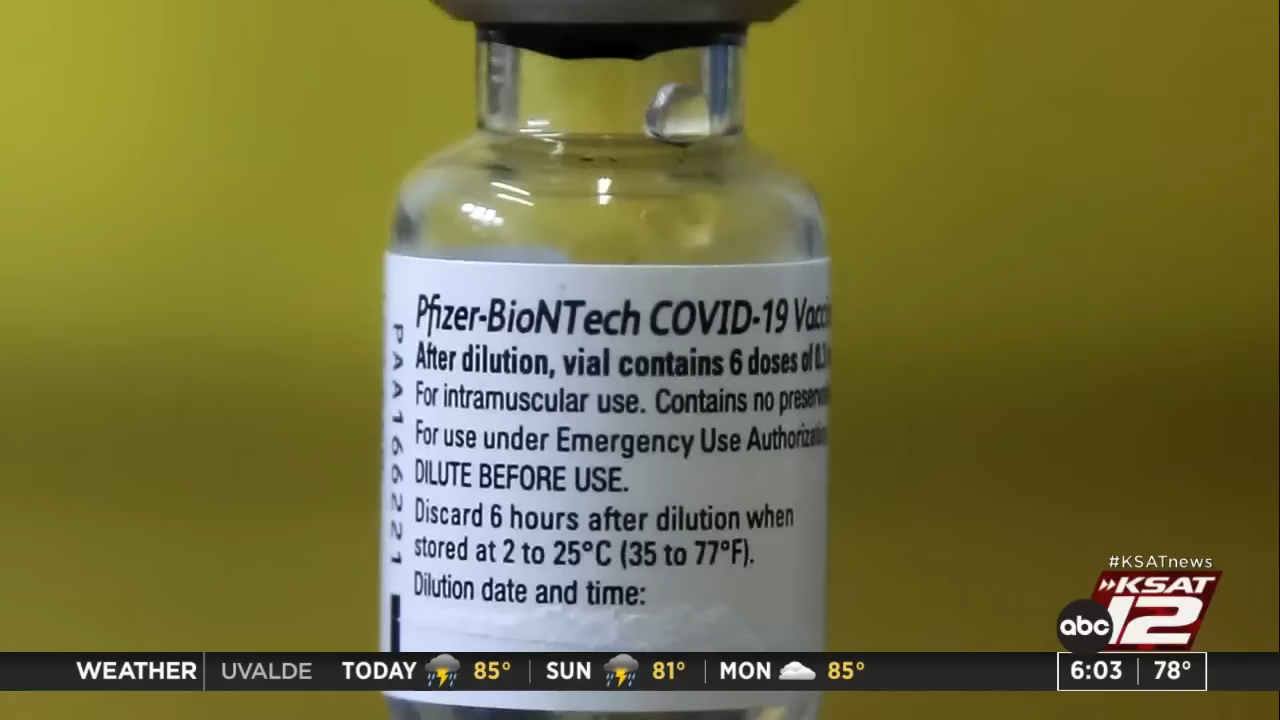 Pfizer-BioNTech COVID-19
After dilution, vial contains 6 doses of
For intramuscular use. Contains no
For use under Emergency Use
DILUTE BEFORE USE.
Discard 6 hours after dilution when
stored at 2 to 25°C (35 to 77°F).
Dilution date and time:
PAA166221
#KSATnews
KSAT
abc 12
WEATHER UVALDE TODAY 85° SUN 81° MON 85° 6:03 78°